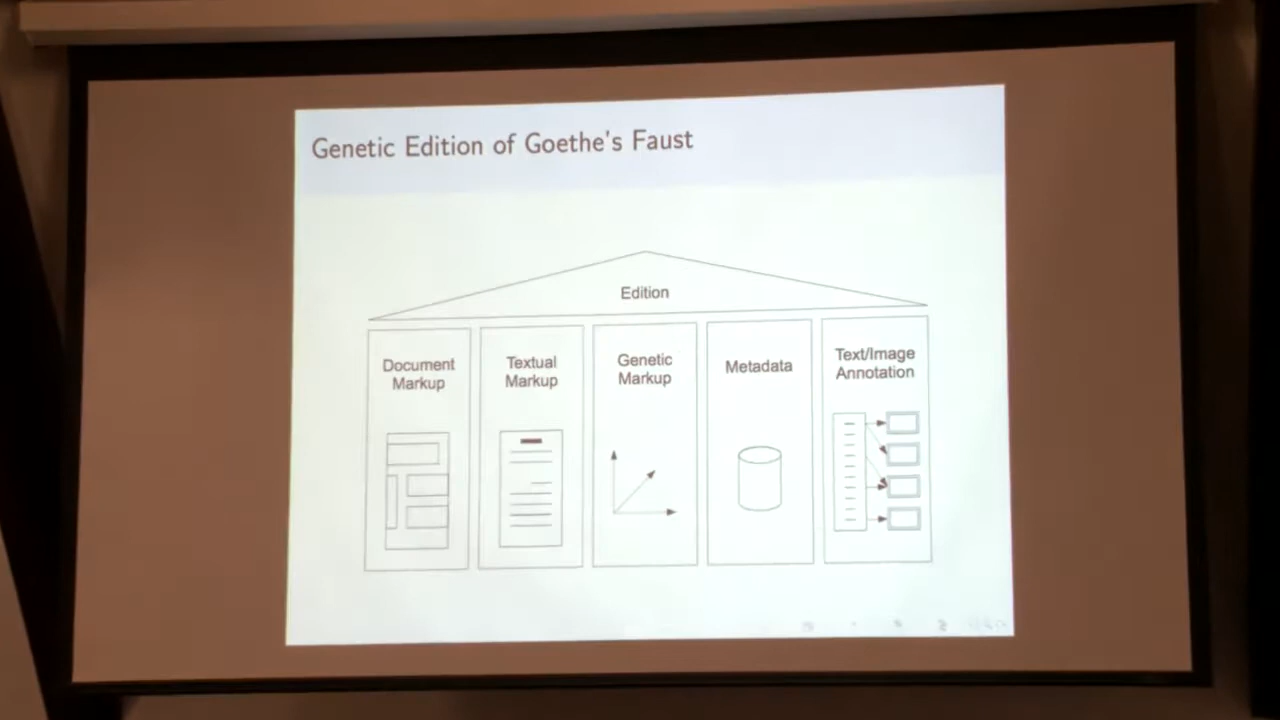 Genetic Edition of Goethe's Faust
Edition
Document
Markup
Textual
Markup
Genetic
Markup
Metadata
Text/Image
Annotation